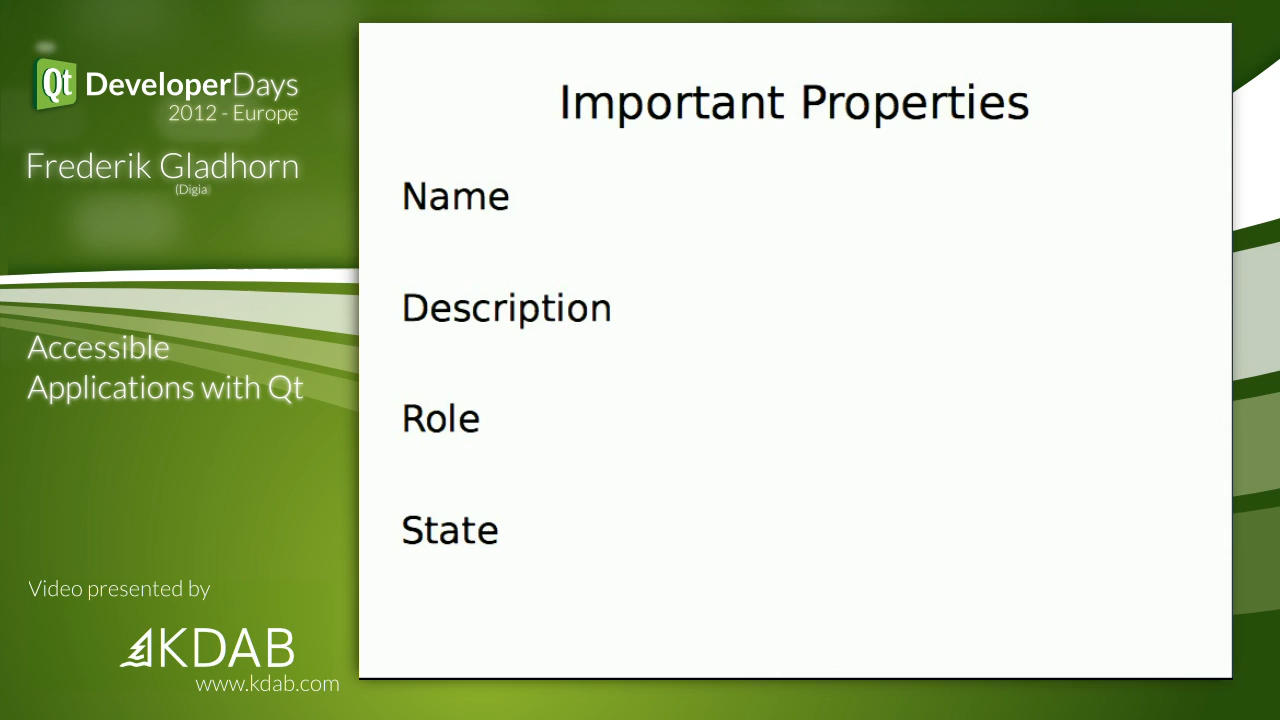 Qt DeveloperDays
2012 - Europe
Frederik Gladhorn
(Digia)
Accessible
Applications with Qt
Video presented by
KDAB
www.kdab.com
Important Properties
Name
Description
Role
State